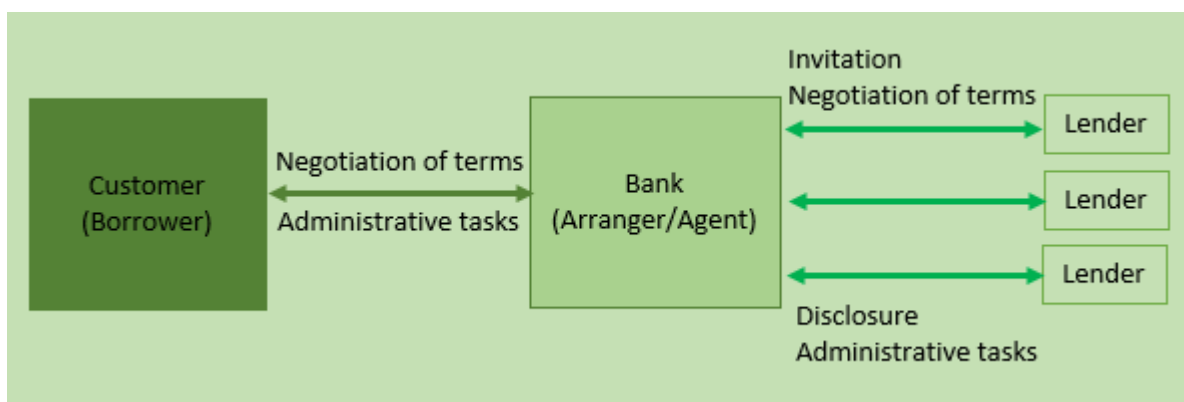 Customer
(Borrower)
Negotiation of terms
Administrative tasks
Bank
(Arranger/Agent)
Invitation
Negotiation of terms
Lender
Lender
Lender
Disclosure
Administrative tasks